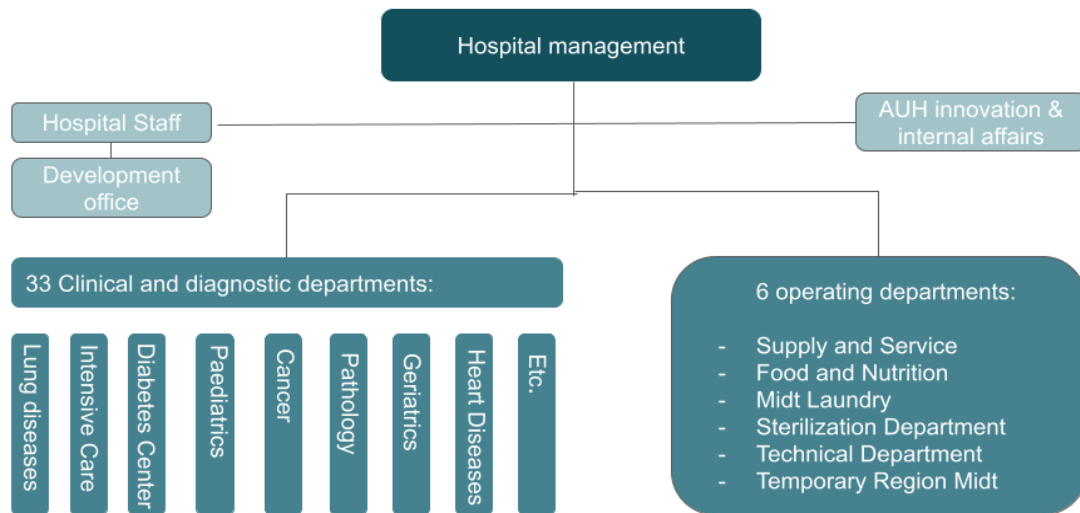 Hospital management
Hospital Staff
AUH innovation &
internal affairs
Development
office
33 Clinical and diagnostic departments:
Lung diseases
Intensive Care
Diabetes Center
Paediatrics
Cancer
Pathology
Geriatrics
Heart Diseases
Etc.
6 operating departments:
- Supply and Service
- Food and Nutrition
- Midt Laundry
- Sterilization Department
- Technical Department
- Temporary Region Midt